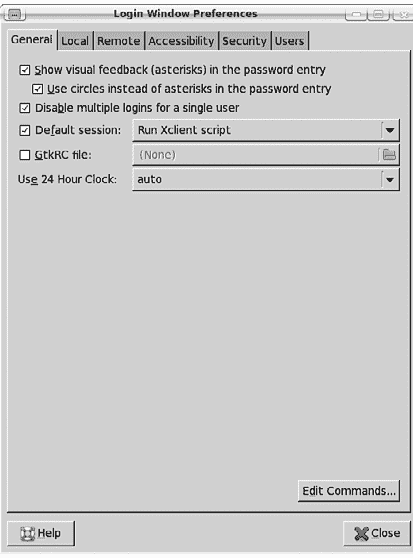 Login Window Preferences
General Local Remote Accessibility Security Users
Show visual feedback (asterisks) in the password entry
Use circles instead of asterisks in the password entry
Disable multiple logins for a single user
Default session: Run Xclient script
GtkRC file: (None)
Use 24 Hour Clock: auto
Edit Commands...
Help Close